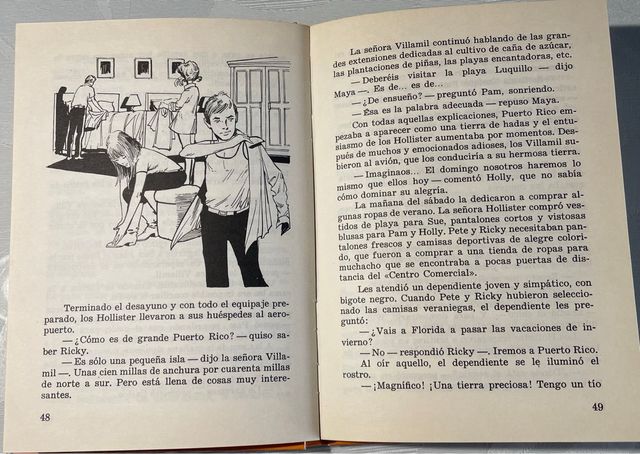 Terminado el desayuno y con todo el equipaje pre-
parado, los Hollister llevaron a sus huéspedes al aero-
puerto.
— ¿Cómo es de grande Puerto Rico? — quiso sa-
ber Ricky.
— Es sólo una pequeña isla — dijo la señora Villa-
mil —. Unas cien millas de anchura por cuarenta millas
de norte a sur. Pero está llena de cosas muy intere-
santes.
48
La señora Villamil continuó hablando de las gran-
des extensiones dedicadas al cultivo de caña de azúcar,
las plantaciones de piñas, las playas encantadoras, etc.
— Deberéis visitar la playa Luquillo — dijo
Maya —. Es de... es de...
— ¿De ensueño? — preguntó Pam, sonriendo.
— Ésa es la palabra adecuada — repuso Maya.
Con todas aquellas explicaciones, Puerto Rico em-
pezaba a aparecer como una tierra de hadas y el entu-
siasmo de los Hollister aumentaba por momentos. Des-
pués de muchos y emocionados adioses, los Villamil su-
bieron al avión, que los conduciría a su hermosa tierra.
— Imaginaos... El domingo nosotros haremos lo
mismo que ellos hoy — comentó Holly, que no sabía
cómo dominar su alegría.
La mañana del sábado la dedicaron a comprar al-
gunas ropas de verano. La señora Hollister compró ves-
tidos de playa para Sue, pantalones cortos y vistosas
blusas para Pam y Holly. Pete y Ricky necesitaban pan-
talones frescos y camisas deportivas de alegre colori-
do, que fueron a comprar a una tienda de ropas para
muchacho que se encontraba a pocas puertas de dis-
tancia del «Centro Comercial».
Les atendió un dependiente joven y simpático, con
bigote negro. Cuando Pete y Ricky hubieron seleccio-
nado las camisas veraniegas, el dependiente les pre-
guntó:
— ¿Vais a Florida a pasar las vacaciones de in-
vierno?
— No — respondió Ricky —. Iremos a Puerto Rico.
Al oír aquello, el dependiente se le iluminó el
rostro.
— ¡Magnífico! ¡Una tierra preciosa! Tengo un tío
49